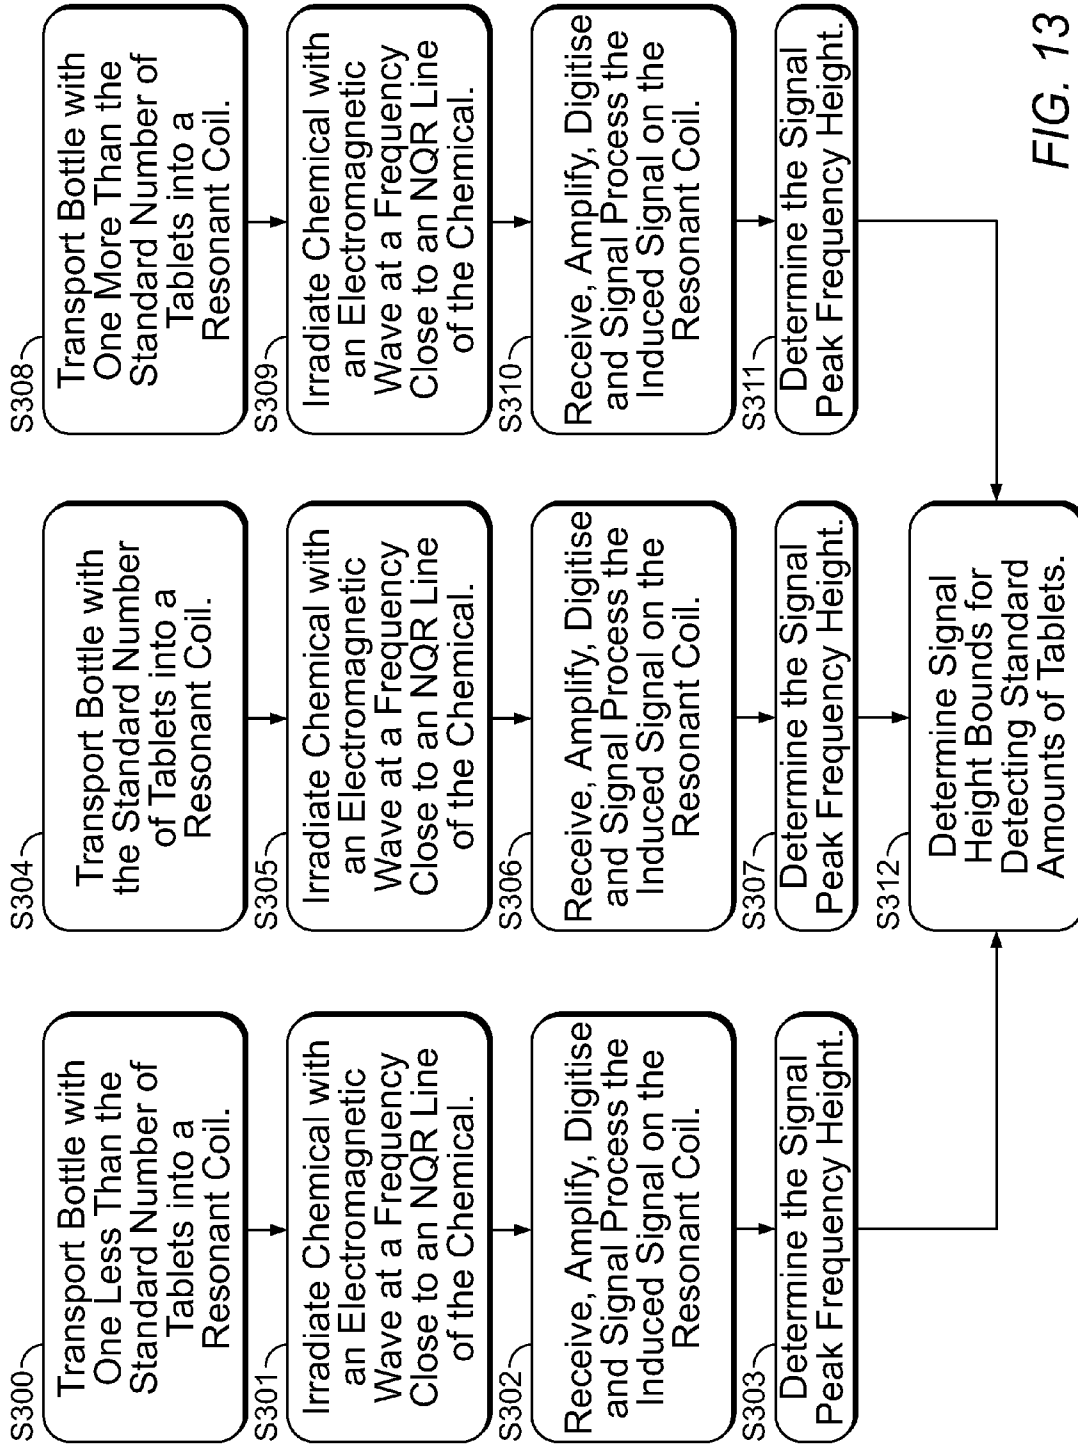 S300
Transport Bottle with
One Less Than the
Standard Number of
Tablets into a
Resonant Coil.
S301
Irradiate Chemical with
an Electromagnetic
Wave at a Frequency
Close to an NQR Line
of the Chemical.
S302
Receive, Amplify, Digitise
and Signal Process the
Induced Signal on the
Resonant Coil.
S303
Determine the Signal
Peak Frequency Height.
S304
Transport Bottle with
the Standard Number
of Tablets into a
Resonant Coil.
S305
Irradiate Chemical with
an Electromagnetic
Wave at a Frequency
Close to an NQR Line
of the Chemical.
S306
Receive, Amplify, Digitise
and Signal Process the
Induced Signal on the
Resonant Coil.
S307
Determine the Signal
Peak Frequency Height.
S308
Transport Bottle with
One More Than the
Standard Number of
Tablets into a
Resonant Coil.
S309
Irradiate Chemical with
an Electromagnetic
Wave at a Frequency
Close to an NQR Line
of the Chemical.
S310
Receive, Amplify, Digitise
and Signal Process the
Induced Signal on the
Resonant Coil.
S311
Determine the Signal
Peak Frequency Height.
S312
Determine Signal
Height Bounds for
Detecting Standard
Amounts of Tablets.
FIG. 13